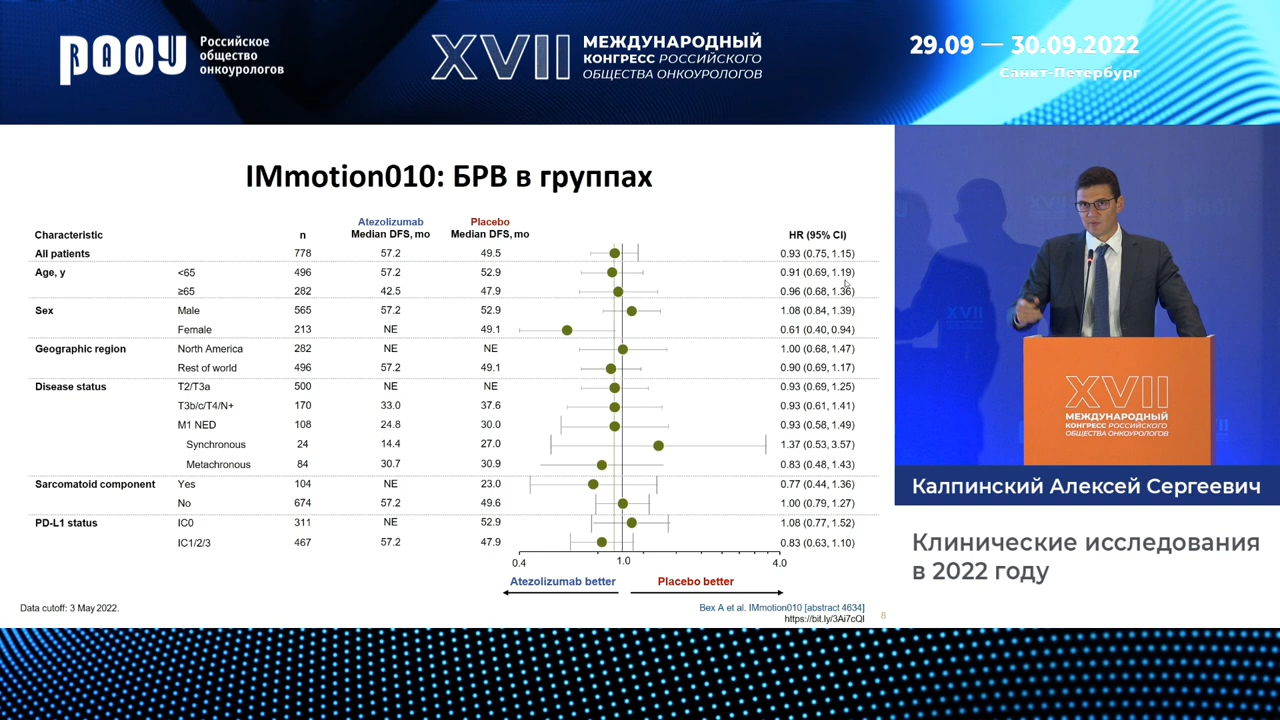 РАОУ Российское
общество
онкоурологов
XVII МЕЖДУНАРОДНЫЙ
КОНГРЕСС РОССИЙСКОГО
ОБЩЕСТВА ОНКОУРОЛОГОВ
29.09 — 30.09.2022
Санкт-Петербург
IMmotion010: БРВ в группах
Characteristic n Atezolizumab Median DFS, mo Placebo Median DFS, mo HR (95% CI)
All patients 778 57.2 49.5 0.93 (0.75, 1.15)
Age, y <65 496 57.2 52.9 0.91 (0.69, 1.19)
≥65 282 42.5 47.9 0.96 (0.68, 1.36)
Sex Male 565 57.2 52.9 1.08 (0.84, 1.39)
Female 213 NE 49.1 0.61 (0.40, 0.94)
Geographic region North America 282 NE NE 1.00 (0.68, 1.47)
Rest of world 496 57.2 49.1 0.90 (0.69, 1.17)
Disease status T2/T3a 500 NE NE 0.93 (0.69, 1.25)
T3b/c/T4/N+ 170 33.0 37.6 0.93 (0.61, 1.41)
M1 NED 108 24.8 30.0 0.93 (0.58, 1.49)
Synchronous 24 14.4 27.0 1.37 (0.53, 3.57)
Metachronous 84 30.7 30.9 0.83 (0.48, 1.43)
Sarcomatoid component Yes 104 NE 23.0 0.77 (0.44, 1.36)
No 674 57.2 49.6 1.00 (0.79, 1.27)
PD-L1 status IC0 311 NE 52.9 1.08 (0.77, 1.52)
IC1/2/3 467 57.2 47.9 0.83 (0.63, 1.10)
0.4 1.0 4.0
Atezolizumab better Placebo better
Data cutoff: 3 May 2022.
Bex A et al. IMmotion010 [abstract 4634]
https://bit.ly/3Ai7cQl
8
XVII
МЕЖДУНАРОДНЫЙ
КОНГРЕСС РОССИЙСКОГО
ОБЩЕСТВА ОНКОУРОЛОГОВ
Калпинский Алексей Сергеевич
Клинические исследования
в 2022 году